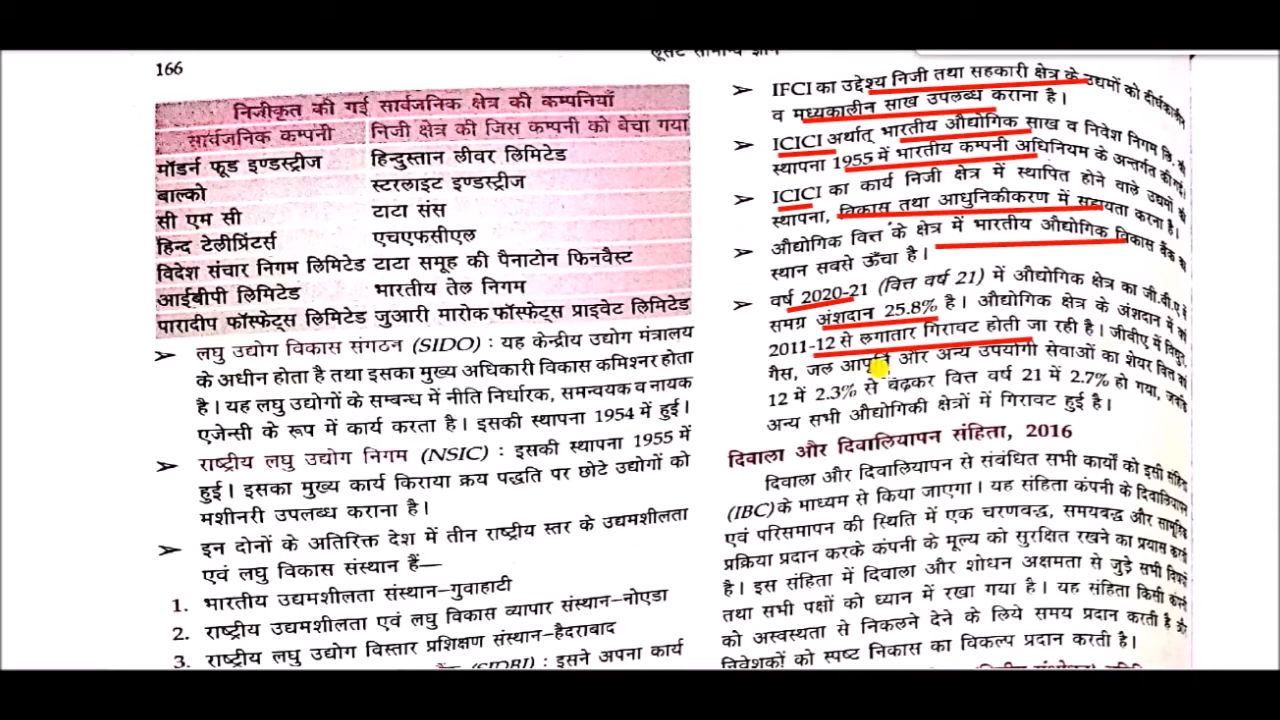 166
लूसेंट सामान्य ज्ञान
निजीकृत की गई सार्वजनिक क्षेत्र की कम्पनियाँ
सार्वजनिक कम्पनी निजी क्षेत्र की जिस कम्पनी को बेचा गया
मॉडर्न फूड इण्डस्ट्रीज हिन्दुस्तान लीवर लिमिटेड
बाल्को स्टरलाइट इण्डस्ट्रीज
सी एम सी टाटा संस
हिन्द टेलीप्रिंटर्स एचएफसीएल
विदेश संचार निगम लिमिटेड टाटा समूह की पैनाटोन फिनवैस्ट
आईबीपी लिमिटेड भारतीय तेल निगम
पारादीप फॉस्फेट्स लिमिटेड जुआरी मारोक फॉस्फेट्स प्राइवेट लिमिटेड
➤ लघु उद्योग विकास संगठन (SIDO) : यह केन्द्रीय उद्योग मंत्रालय
के अधीन होता है तथा इसका मुख्य अधिकारी विकास कमिश्नर होता
है। यह लघु उद्योगों के सम्बन्ध में नीति निर्धारक, समन्वयक व नायक
एजेन्सी के रूप में कार्य करता है। इसकी स्थापना 1954 में हुई।
➤ राष्ट्रीय लघु उद्योग निगम (NSIC) : इसकी स्थापना 1955 में
हुई। इसका मुख्य कार्य किराया क्रय पद्धति पर छोटे उद्योगों को
मशीनरी उपलब्ध कराना है।
➤ इन दोनों के अतिरिक्त देश में तीन राष्ट्रीय स्तर के उद्यमशीलता
एवं लघु विकास संस्थान हैं—
1. भारतीय उद्यमशीलता संस्थान–गुवाहाटी
2. राष्ट्रीय उद्यमशीलता एवं लघु विकास व्यापार संस्थान–नोएडा
3. राष्ट्रीय लघु उद्योग विस्तार प्रशिक्षण संस्थान–हैदराबाद
(SIDBI) : इसने अपना कार्य
➤ IFCI का उद्देश्य निजी तथा सहकारी क्षेत्र के उद्यमों को दीर्घकालीन
व मध्यकालीन साख उपलब्ध कराना है।
➤ ICICI अर्थात् भारतीय औद्योगिक साख व निवेश निगम लि. की
स्थापना 1955 में भारतीय कम्पनी अधिनियम के अन्तर्गत की गई।
➤ ICICI का कार्य निजी क्षेत्र में स्थापित होने वाले उद्यमों की
स्थापना, विकास तथा आधुनिकीकरण में सहायता करना है।
➤ औद्योगिक वित्त के क्षेत्र में भारतीय औद्योगिक विकास बैंक का
स्थान सबसे ऊँचा है।
➤ वर्ष 2020-21 (वित्त वर्ष 21) में औद्योगिक क्षेत्र का जी.वी.ए में
समग्र अंशदान 25.8% है। औद्योगिक क्षेत्र के अंशदान में वर्ष
2011-12 से लगातार गिरावट होती जा रही है। जीवीए में विद्युत,
गैस, जल आपूर्ति और अन्य उपयोगी सेवाओं का शेयर वित्त वर्ष
12 में 2.3% से बढ़कर वित्त वर्ष 21 में 2.7% हो गया, जबकि
अन्य सभी औद्योगिकी क्षेत्रों में गिरावट हुई है।
दिवाला और दिवालियापन संहिता, 2016
दिवाला और दिवालियापन से संबंधित सभी कार्यों को इसी संहिता
(IBC) के माध्यम से किया जाएगा। यह संहिता कंपनी के दिवालियापन
एवं परिसमापन की स्थिति में एक चरणबद्ध, समयबद्ध और सामूहिक
प्रक्रिया प्रदान करके कंपनी के मूल्य को सुरक्षित रखने का प्रयास करती
है। इस संहिता में दिवाला और शोधन अक्षमता से जुड़े सभी विषयों
तथा सभी पक्षों को ध्यान में रखा गया है। यह संहिता किसी कंपनी
को अस्वस्थता से निकलने देने के लिये समय प्रदान करती है और
निवेशकों को स्पष्ट निकास का विकल्प प्रदान करती है।